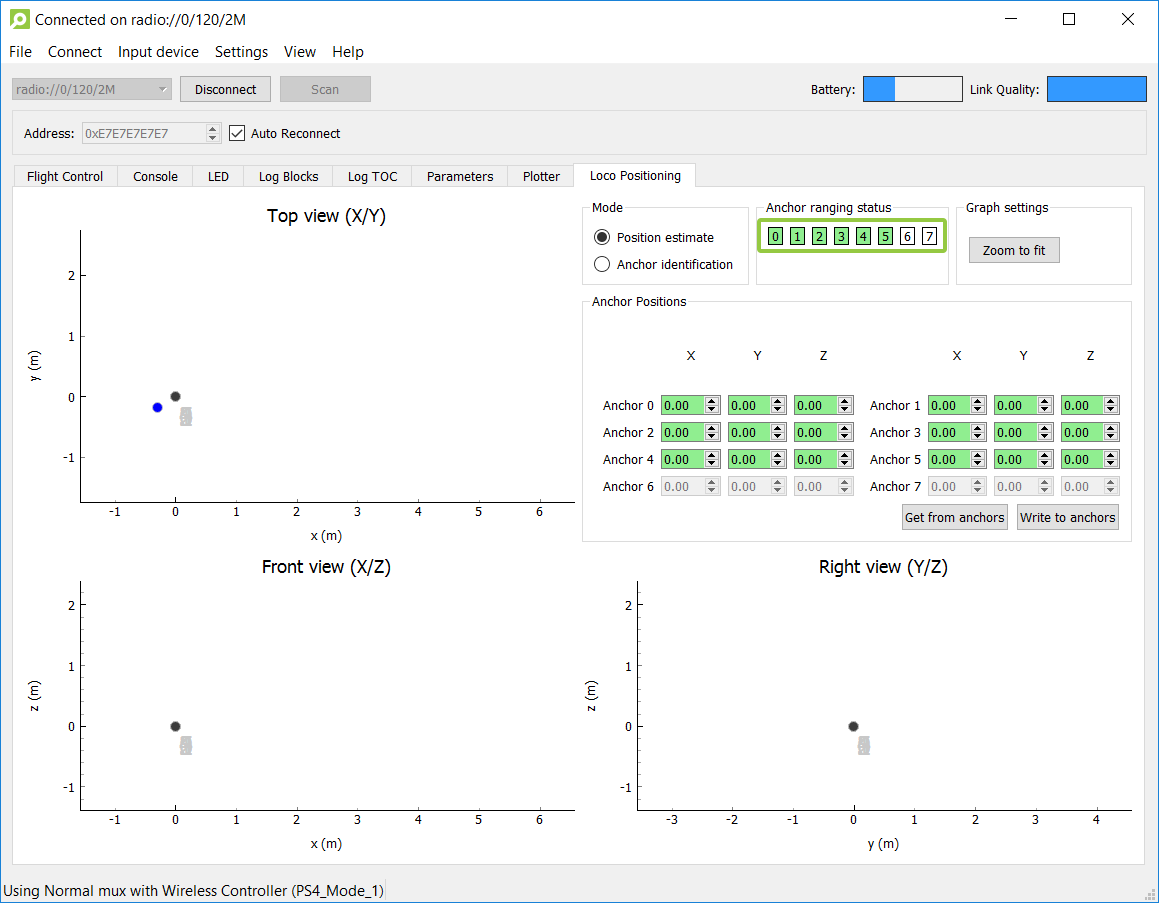 Connected on radio://0/120/2M
File Connect Input device Settings View Help
radio://0/120/2M Disconnect Scan Battery: Link Quality:
Address: 0xE7E7E7E7E7 Auto Reconnect
Flight Control Console LED Log Blocks Log TOC Parameters Plotter Loco Positioning
Top view (X/Y)
2
1
0
-1
y (m)
-1 0 1 2 3 4 5 6
x (m)
Mode
Position estimate
Anchor identification
Anchor ranging status
0 1 2 3 4 5 6 7
Graph settings
Zoom to fit
Anchor Positions
X Y Z X Y Z
Anchor 0 0.00 0.00 0.00 Anchor 1 0.00 0.00 0.00
Anchor 2 0.00 0.00 0.00 Anchor 3 0.00 0.00 0.00
Anchor 4 0.00 0.00 0.00 Anchor 5 0.00 0.00 0.00
Anchor 6 0.00 0.00 0.00 Anchor 7 0.00 0.00 0.00
Get from anchors Write to anchors
Front view (X/Z)
2
1
0
-1
z (m)
-1 0 1 2 3 4 5 6
x (m)
Right view (Y/Z)
2
1
0
-1
z (m)
-3 -2 -1 0 1 2 3 4
y (m)
Using Normal mux with Wireless Controller (PS4_Mode_1)